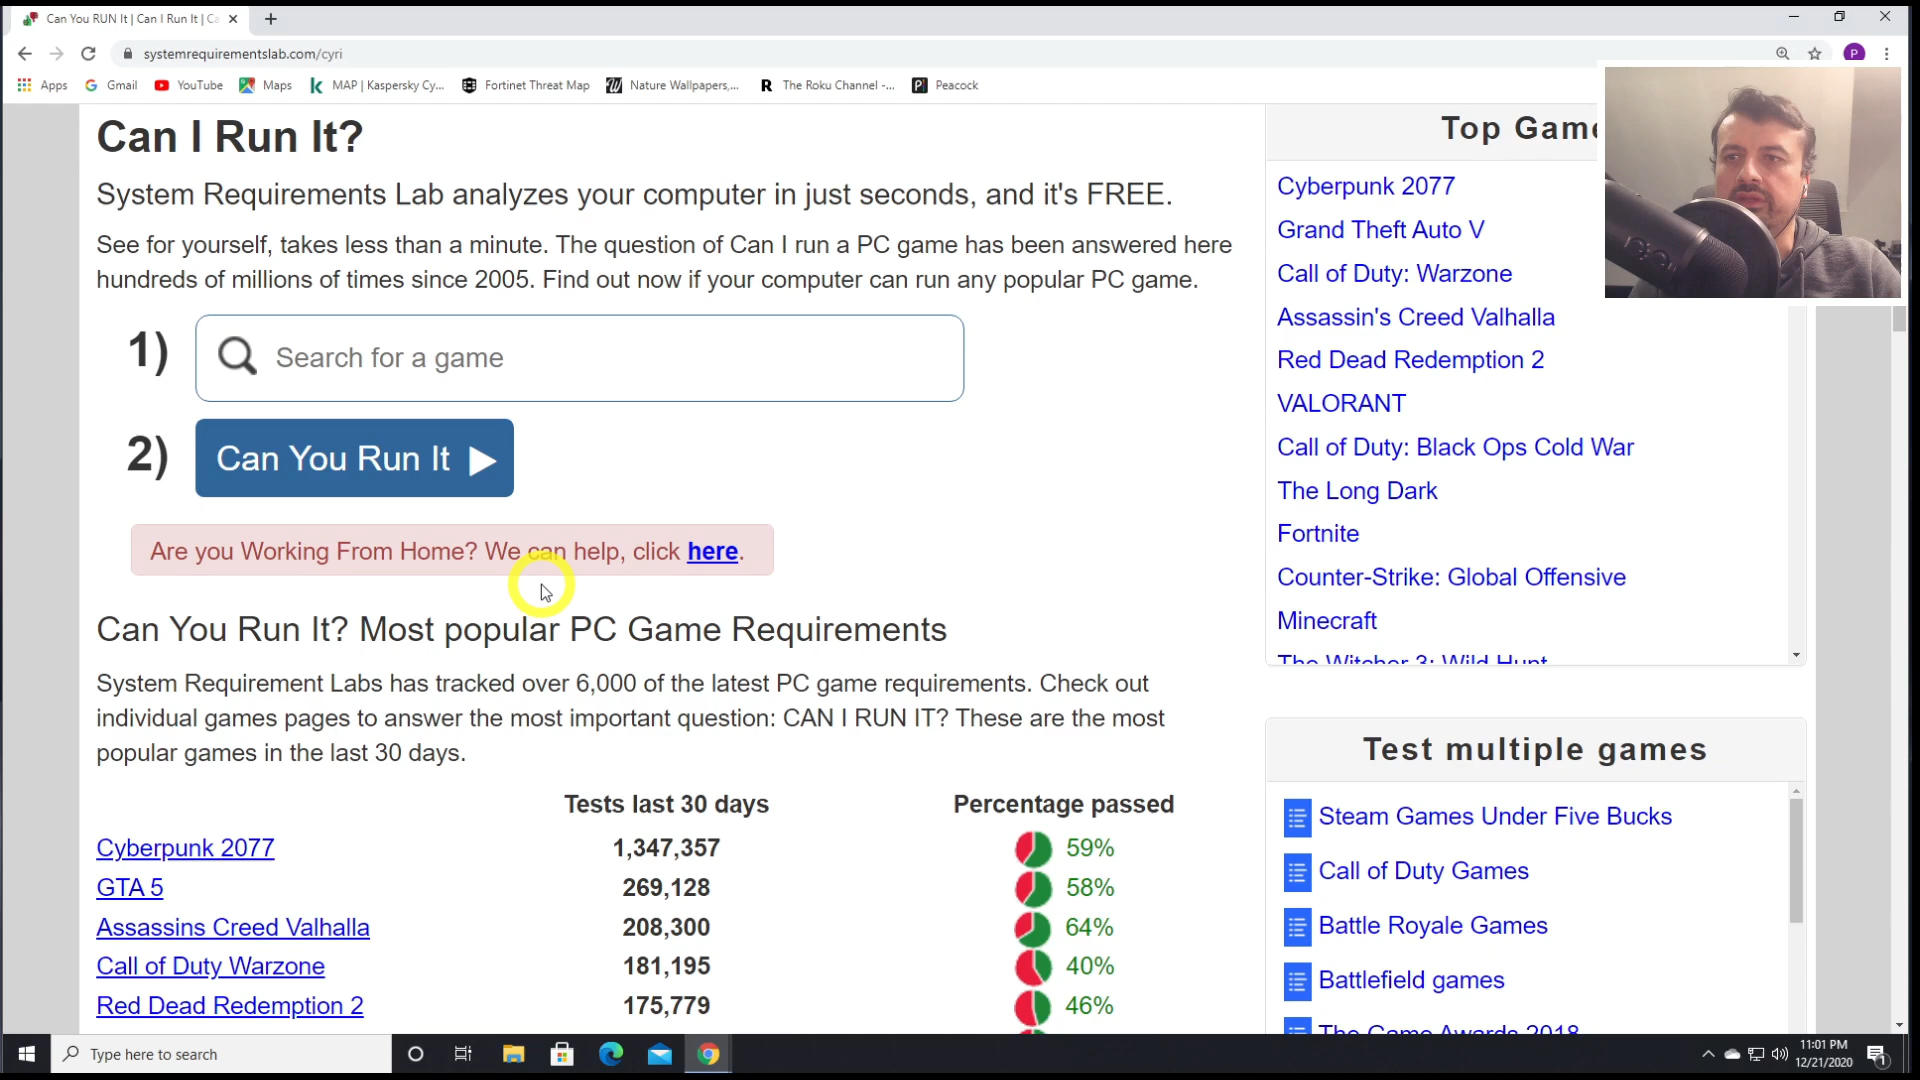 Can You RUN It | Can I Run It | Ca
systemrequirementslab.com/cyri
P
Apps
Gmail
YouTube
Maps
MAP | Kaspersky Cy...
Fortinet Threat Map
Nature Wallpapers,...
The Roku Channel -...
Peacock
Can I Run It?
System Requirements Lab analyzes your computer in just seconds, and it's FREE.
See for yourself, takes less than a minute. The question of Can I run a PC game has been answered here
hundreds of millions of times since 2005. Find out now if your computer can run any popular PC game.
1)
Search for a game
2)
Can You Run It
Are you Working From Home? We can help, click here.
Can You Run It? Most popular PC Game Requirements
System Requirement Labs has tracked over 6,000 of the latest PC game requirements. Check out
individual games pages to answer the most important question: CAN I RUN IT? These are the most
popular games in the last 30 days.
Tests last 30 days Percentage passed
Cyberpunk 2077 1,347,357 59%
GTA 5 269,128 58%
Assassins Creed Valhalla 208,300 64%
Call of Duty Warzone 181,195 40%
Red Dead Redemption 2 175,779 46%
Top Game
Cyberpunk 2077
Grand Theft Auto V
Call of Duty: Warzone
Assassin's Creed Valhalla
Red Dead Redemption 2
VALORANT
Call of Duty: Black Ops Cold War
The Long Dark
Fortnite
Counter-Strike: Global Offensive
Minecraft
The Witcher 3: Wild Hunt
Test multiple games
Steam Games Under Five Bucks
Call of Duty Games
Battle Royale Games
Battlefield games
The Game Awards 2018
Type here to search
11:01 PM
12/21/2020
1